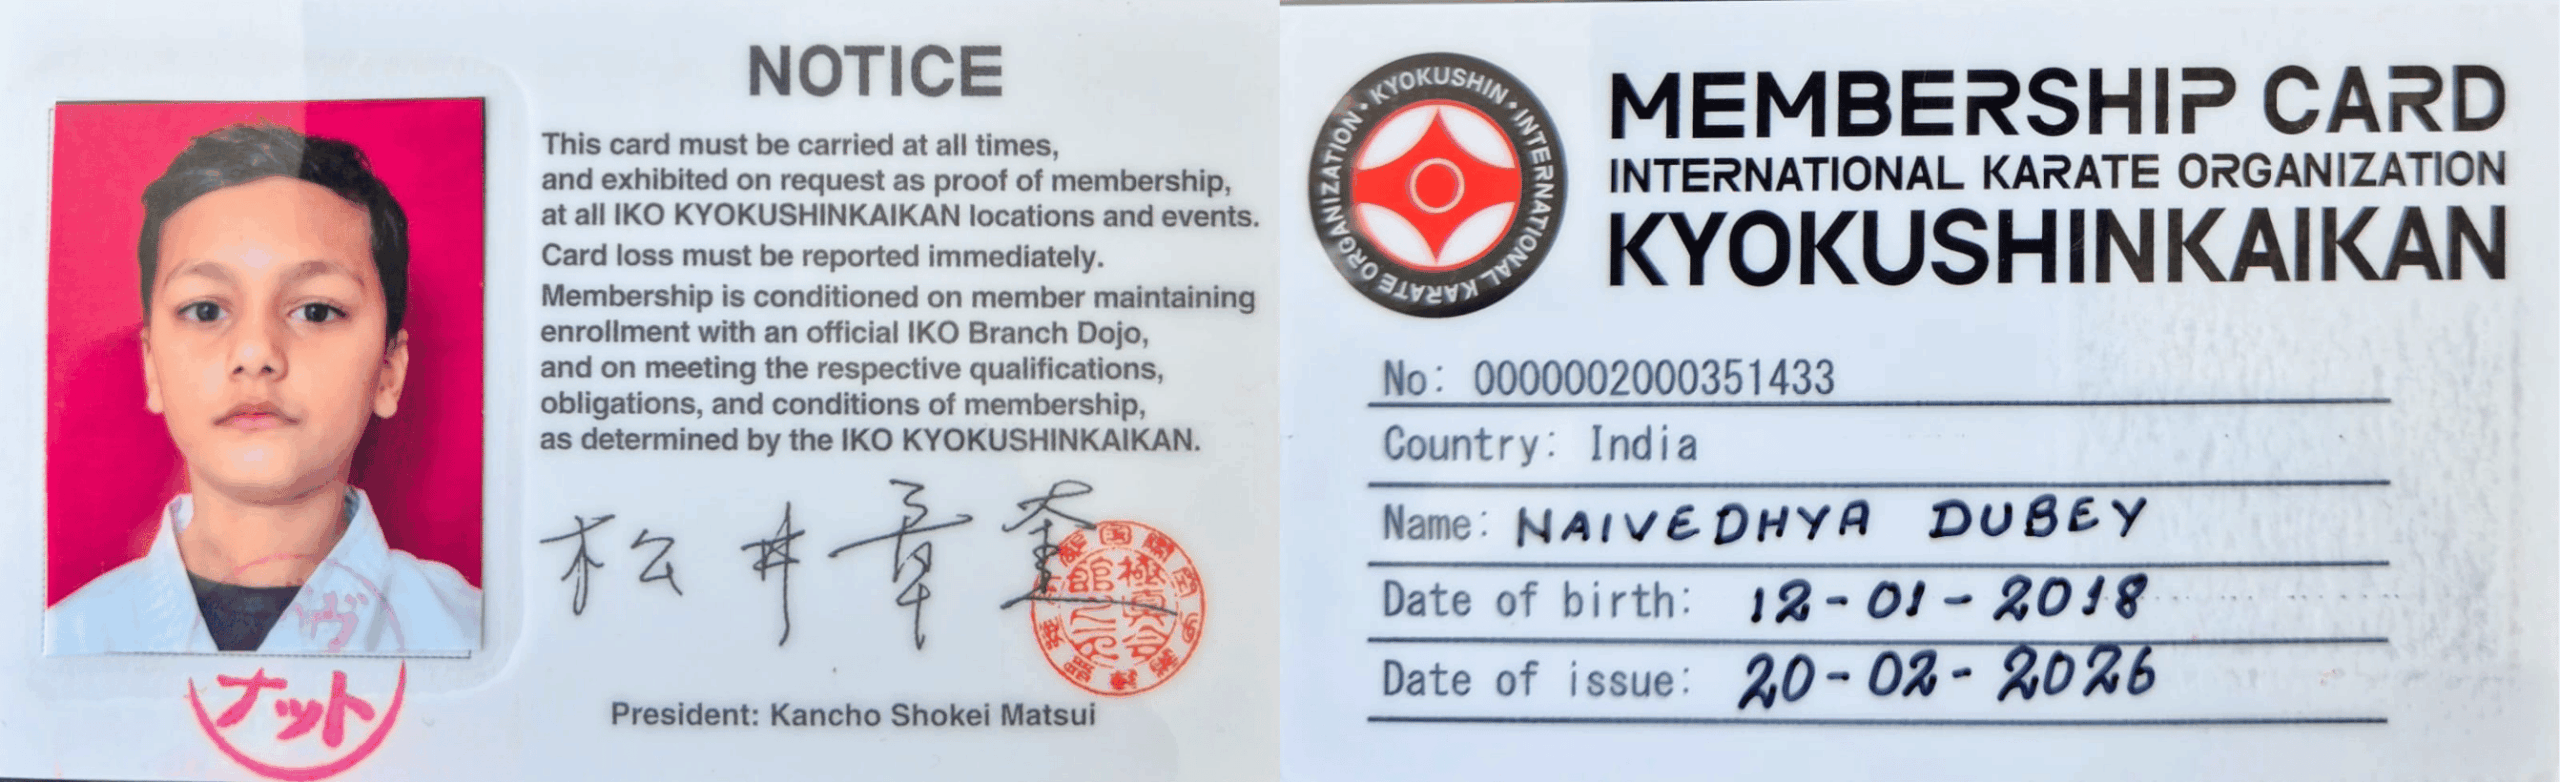 NOTICE
This card must be carried at all times,
and exhibited on request as proof of membership,
at all IKO KYOKUSHINKAIKAN locations and events.
Card loss must be reported immediately.
Membership is conditioned on member maintaining
enrollment with an official IKO Branch Dojo,
and on meeting the respective qualifications,
obligations, and conditions of membership,
as determined by the IKO KYOKUSHINKAIKAN.
松井章奎
President: Kancho Shokei Matsui
ナット
KYOKUSHIN • INTERNATIONAL KARATE ORGANIZATION •
MEMBERSHIP CARD
INTERNATIONAL KARATE ORGANIZATION
KYOKUSHINKAIKAN
No: 0000002000351433
Country: India
Name: NAIVEDHYA DUBEY
Date of birth: 12-01-2018
Date of issue: 20-02-2026